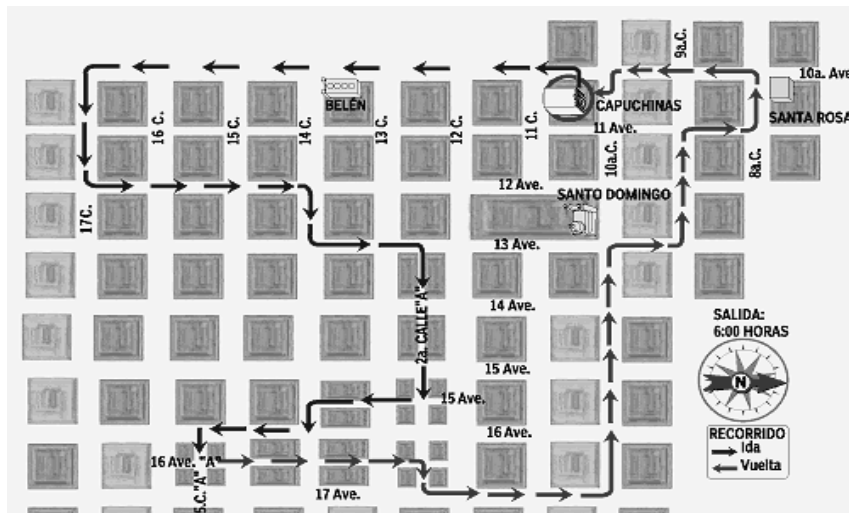 9a.C.
10a. Ave
16 C.
15 C.
14 C.
BELÉN
13 C.
12 C.
11 C.
CAPUCHINAS
11 Ave.
10a.C.
8a.C.
SANTA ROSA
17C.
12 Ave.
SANTO DOMINGO
13 Ave.
2a. CALLE "A"
14 Ave.
SALIDA:
6:00 HORAS
15 Ave.
15 Ave.
N
16 Ave.
16 Ave. "A"
5.C. "A"
17 Ave.
RECORRIDO
Ida
Vuelta